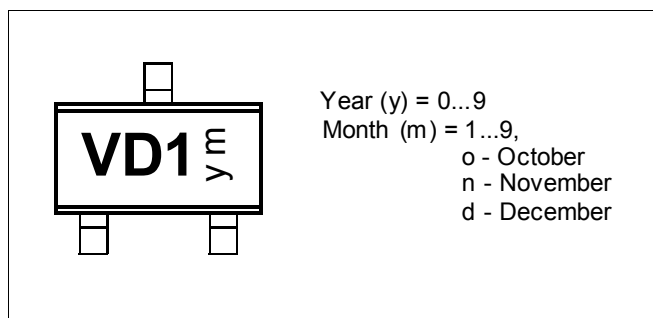 VD1 y m
Year (y) = 0...9
Month (m) = 1...9,
o - October
n - November
d - December